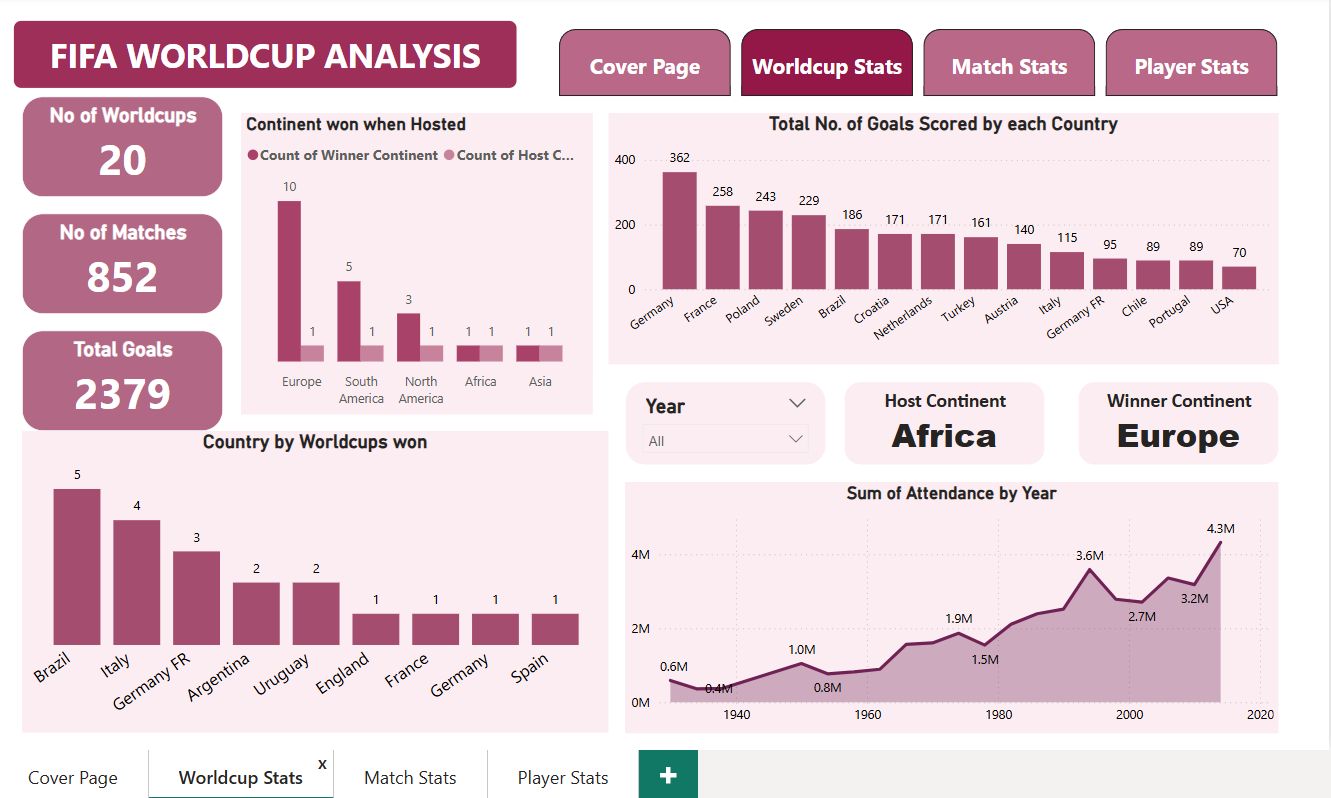 FIFA WORLDCUP ANALYSIS
Cover Page
Worldcup Stats
Match Stats
Player Stats
No of Worldcups
20
No of Matches
852
Total Goals
2379
Continent won when Hosted
Count of Winner Continent Count of Host C...
10
5
3
1 1 1 1 1 1 1
Europe
South
America
North
America
Africa
Asia
Total No. of Goals Scored by each Country
400
200
0
362
258
243
229
186
171
171
161
140
115
95
89
89
70
Germany
France
Poland
Sweden
Brazil
Croatia
Netherlands
Turkey
Austria
Italy
Germany FR
Chile
Portugal
USA
Year
All
Host Continent
Africa
Winner Continent
Europe
Country by Worldcups won
5
4
3
2
2
1
1
1
1
Brazil
Italy
Germany FR
Argentina
Uruguay
England
France
Germany
Spain
Sum of Attendance by Year
4M
2M
0M
0.6M
0.4M
1.0M
0.8M
1.9M
1.5M
3.6M
2.7M
3.2M
4.3M
1940
1960
1980
2000
2020
Cover Page
Worldcup Stats
x
Match Stats
Player Stats
+